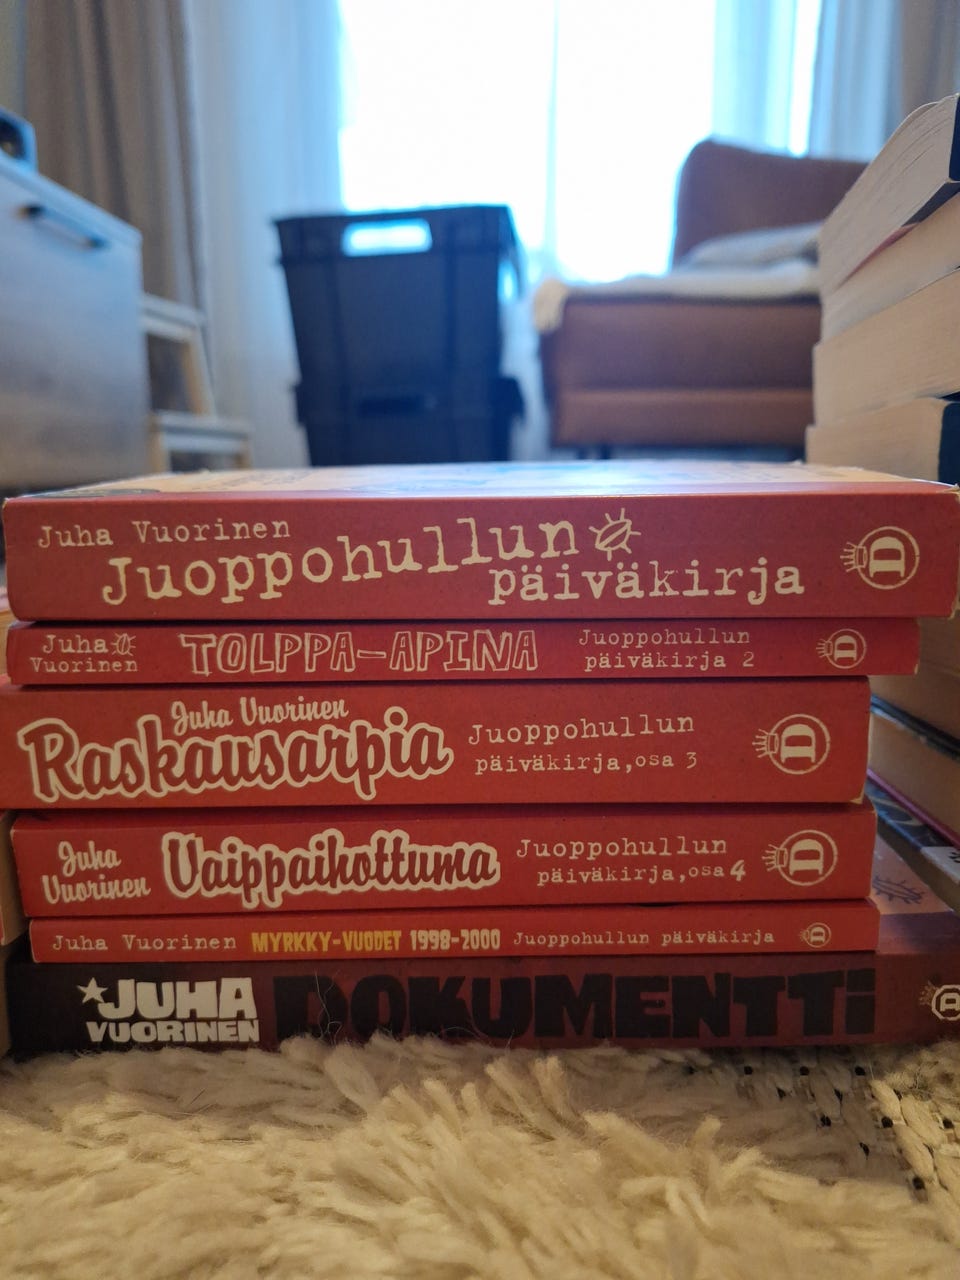 Juha Vuorinen
Juoppohullun
päiväkirja
D
Juha
Vuorinen
TOLPPA-APINA
Juoppohullun
päiväkirja 2
D
Juha Vuorinen
Raskausarpia
Juoppohullun
päiväkirja, osa 3
D
Juha
Vuorinen
Vaippaihottuma
Juoppohullun
päiväkirja, osa 4
D
Juha Vuorinen MYRKKY-VUODET 1998-2000 Juoppohullun päiväkirja
D
JUHA
VUORINEN
DOKUMENTTI